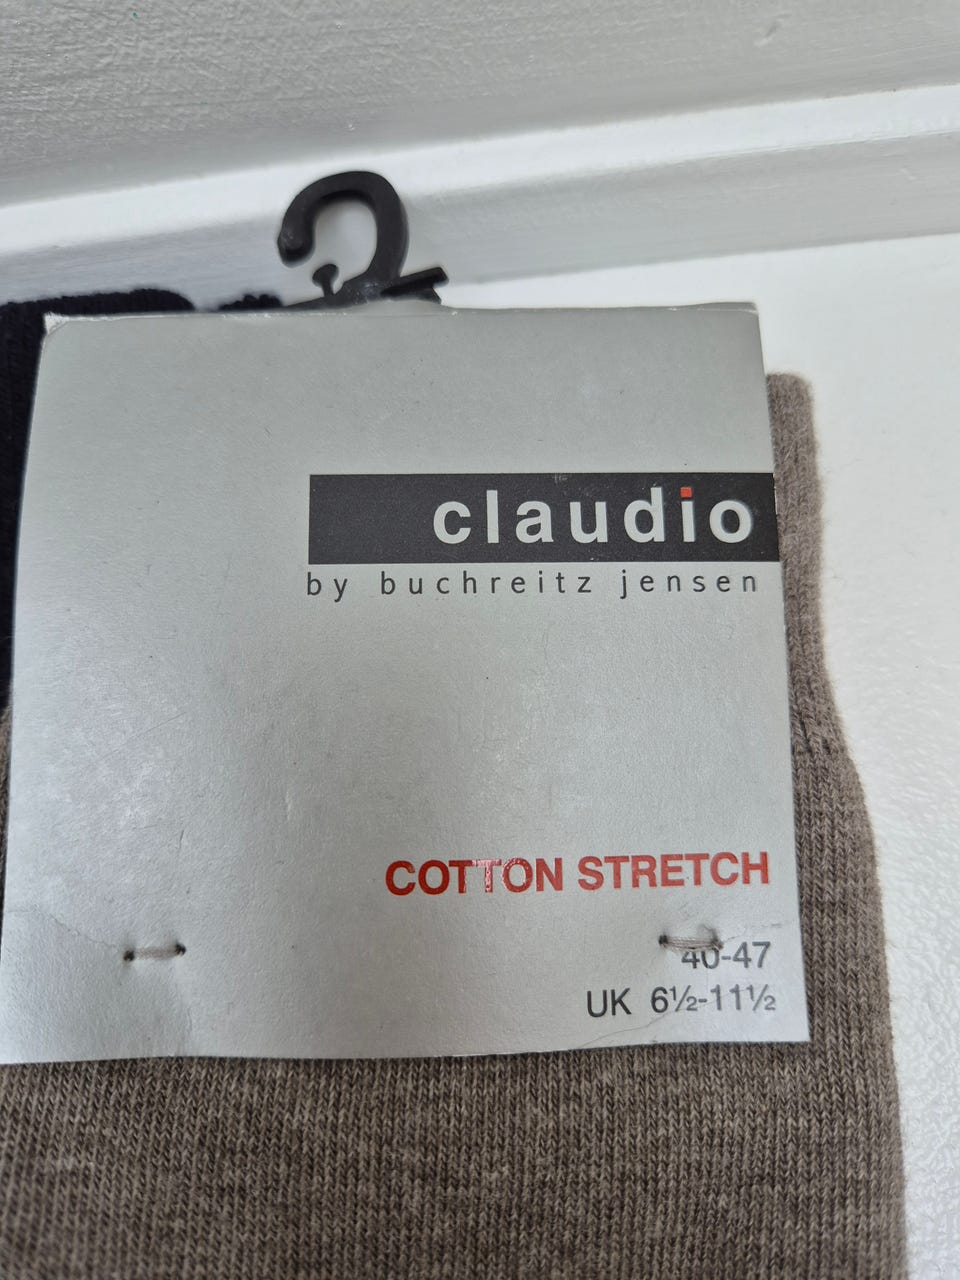 claudio
by buchreitz jensen
COTTON STRETCH
40-47
UK 6½-11½